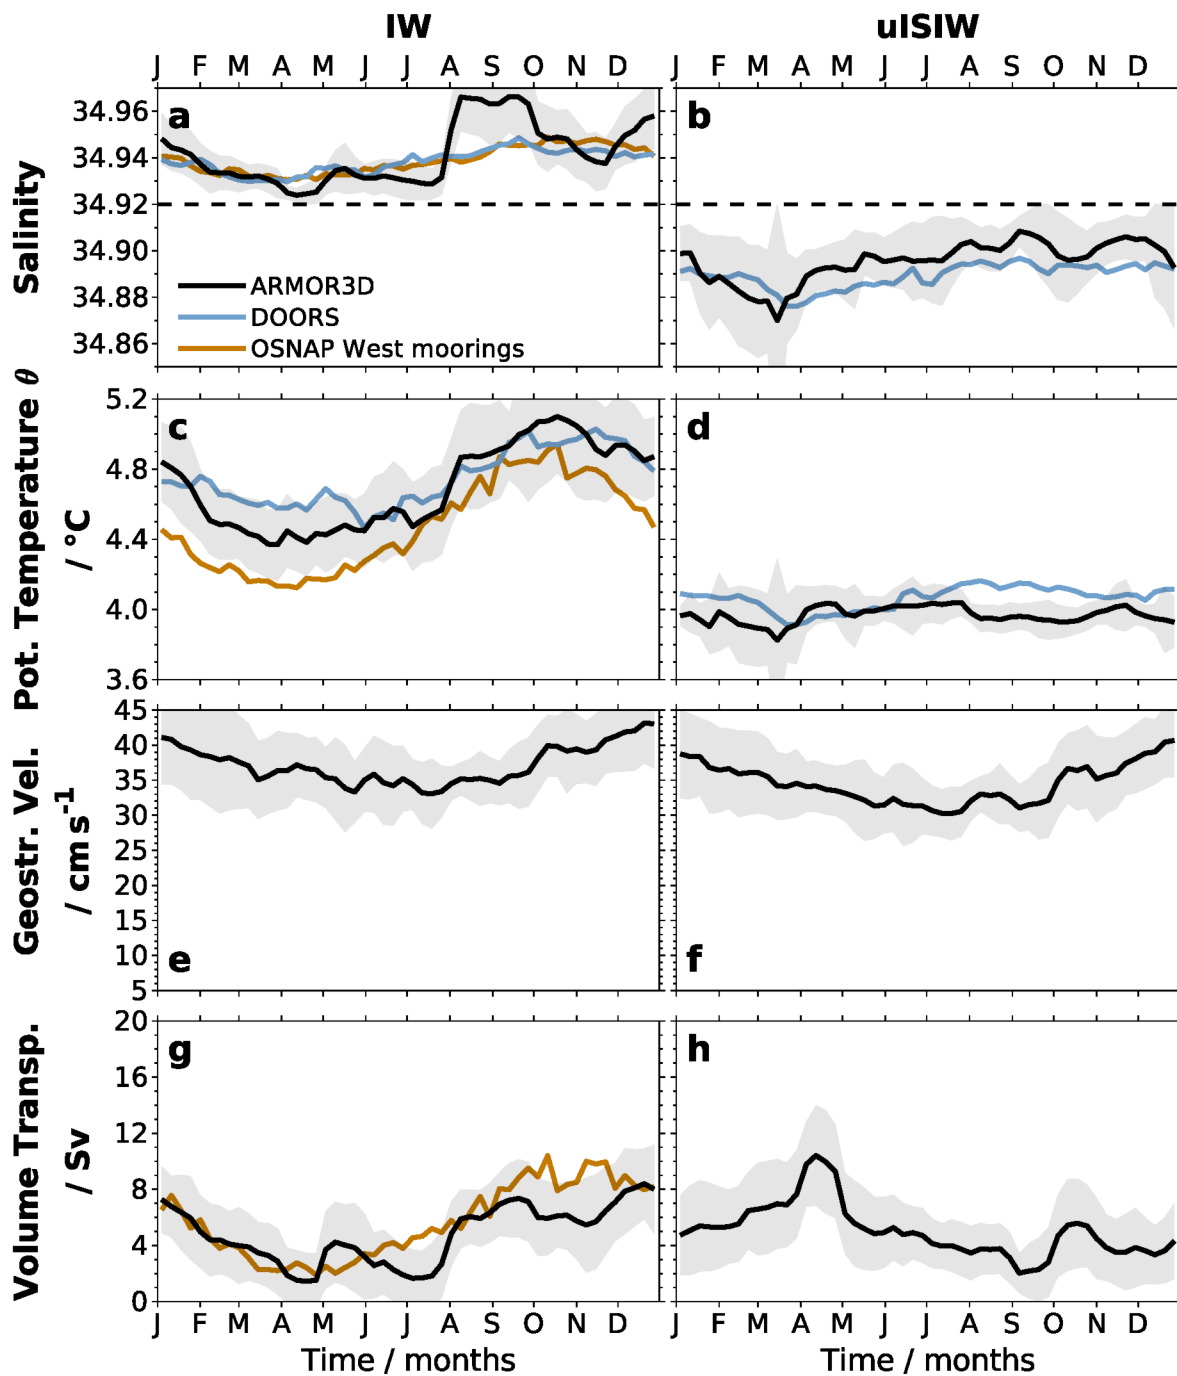 IW
uISIW
J F M A M J J A S O N D
J F M A M J J A S O N D
Salinity
34.96
34.94
34.92
34.90
34.88
34.86
a
b
ARMOR3D
DOORS
OSNAP West moorings
Pot. Temperature θ
/ °C
5.2
4.8
4.4
4.0
3.6
c
d
Geostr. Vel.
/ cm s⁻¹
45
40
35
30
25
20
15
10
5
e
f
Volume Transp.
/ Sv
20
16
12
8
4
0
g
h
J F M A M J J A S O N D
J F M A M J J A S O N D
Time / months
Time / months